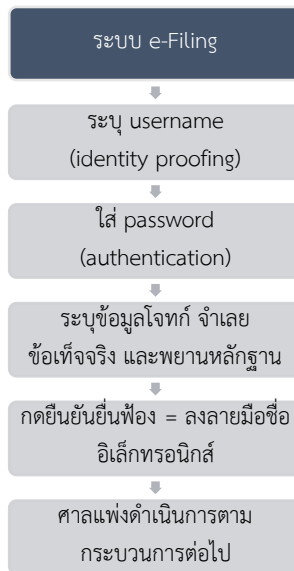 ระบบ e-Filing
ระบุ username
(identity proofing)
ใส่ password
(authentication)
ระบุข้อมูลโจทก์ จำเลย
ข้อเท็จจริง และพยานหลักฐาน
กดยืนยันยื่นฟ้อง = ลงลายมือชื่อ
อิเล็กทรอนิกส์
ศาลแพ่งดำเนินการตาม
กระบวนการต่อไป